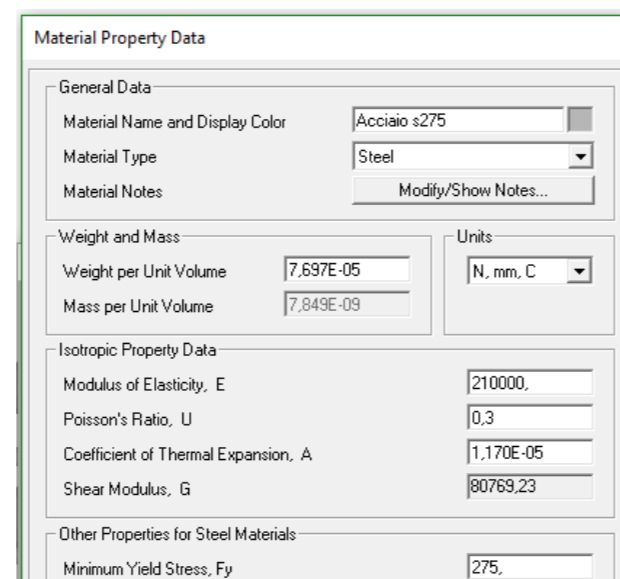 Material Property Data
General Data
Material Name and Display Color Acciaio s275
Material Type Steel
Material Notes Modify/Show Notes...
Weight and Mass Units
Weight per Unit Volume 7,697E-05 N, mm, C
Mass per Unit Volume 7,849E-09
Isotropic Property Data
Modulus of Elasticity, E 210000,
Poisson's Ratio, U 0,3
Coefficient of Thermal Expansion, A 1,170E-05
Shear Modulus, G 80769,23
Other Properties for Steel Materials
Minimum Yield Stress, Fy 275,